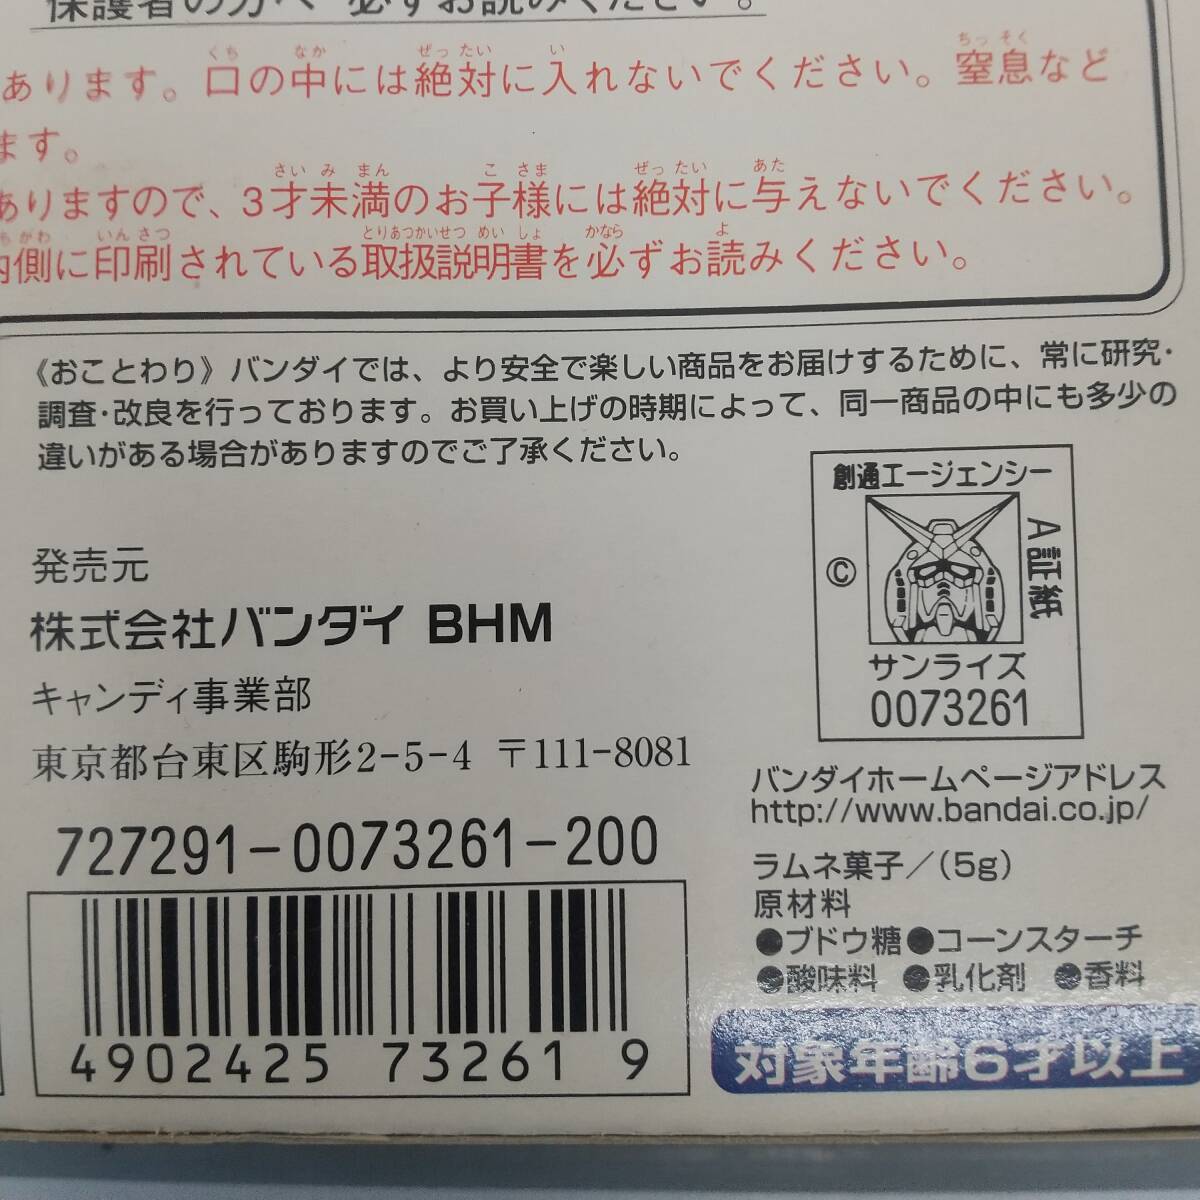 保護者の方へ 必ずお読みください。
あります。口の中には絶対に入れないでください。窒息など
ます。
ありますので、3才未満のお子様には絶対に与えないでください。
内側に印刷されている取扱説明書を必ずお読みください。
《おことわり》バンダイでは、より安全で楽しい商品をお届けするために、常に研究・
調査・改良を行っております。お買い上げの時期によって、同一商品の中にも多少の
違いがある場合がありますのでご了承ください。
発売元
株式会社バンダイ BHM
キャンディ事業部
東京都台東区駒形2-5-4 〒111-8081
727291-0073261-200
4902425 73261 9
創通エージェンシー
A証紙
©
サンライズ
0073261
バンダイホームページアドレス
http://www.bandai.co.jp/
ラムネ菓子/(5g)
原材料
●ブドウ糖●コーンスターチ
●酸味料 ●乳化剤 ●香料
対象年齢6才以上